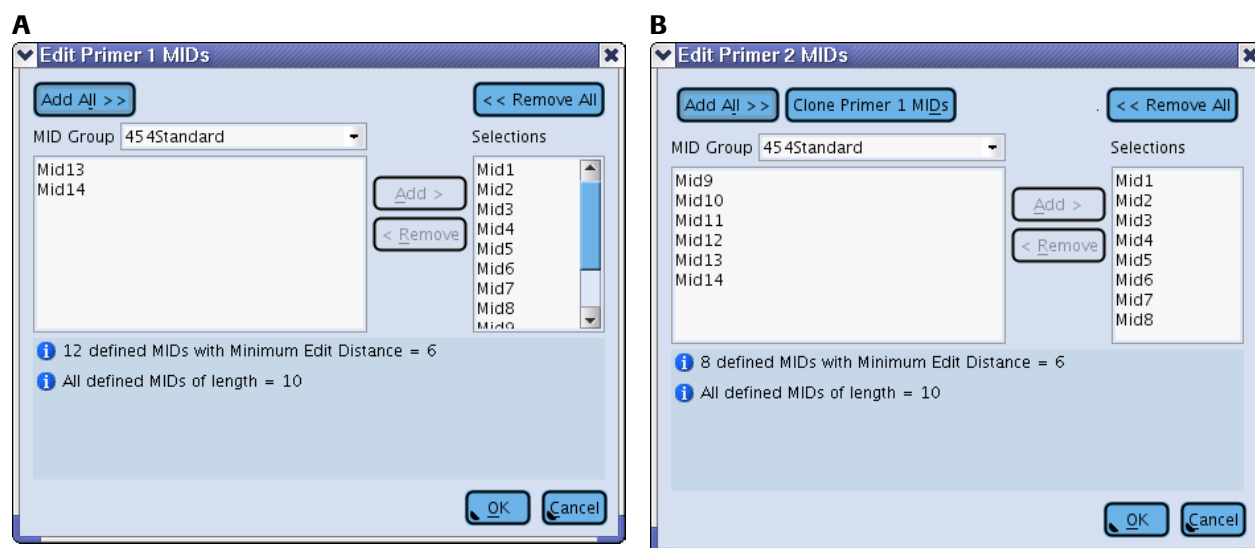 A
Edit Primer 1 MIDs
Add All >>
<< Remove All
MID Group
454Standard
Selections
Mid13
Mid14
Add >
< Remove
Mid1
Mid2
Mid3
Mid4
Mid5
Mid6
Mid7
Mid8
Mid9
12 defined MIDs with Minimum Edit Distance = 6
All defined MIDs of length = 10
OK
Cancel
B
Edit Primer 2 MIDs
Add All >>
Clone Primer 1 MIDs
<< Remove All
MID Group
454Standard
Selections
Mid9
Mid10
Mid11
Mid12
Mid13
Mid14
Add >
< Remove
Mid1
Mid2
Mid3
Mid4
Mid5
Mid6
Mid7
Mid8
8 defined MIDs with Minimum Edit Distance = 6
All defined MIDs of length = 10
OK
Cancel